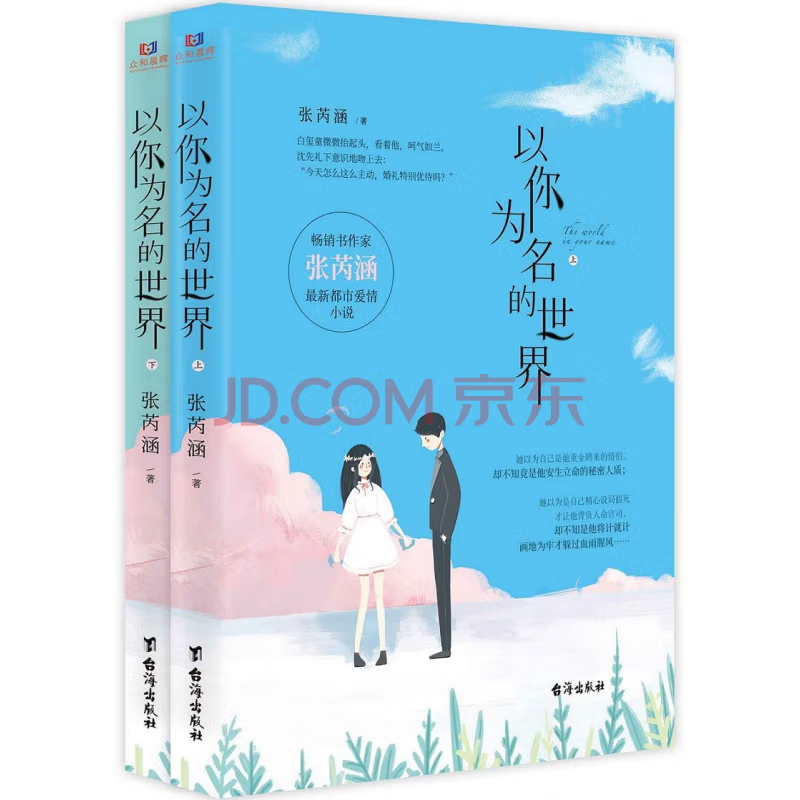 众和晨晖
以你为名的世界
下
张芮涵
/著
台海出版社
众和晨晖
以你为名的世界
上
张芮涵
/著
台海出版社
张芮涵 /著
白玺童微微抬起头，看着他，呵气如兰。
沈先礼下意识地吻上去：
“今天怎么这么主动，婚礼特别优待吗？”
畅销书作家
张芮涵
最新都市爱情
小说
以你为名的世界
The world
in your name
上
JD.COM 京东
她以为自己是他重金聘来的情侣，
却不知竟是他安生立命的秘密人质；
她以为是自己精心设局假死
才让他背负人命官司，
却不知是他将计就计
画地为牢才躲过血雨腥风……
台海出版社